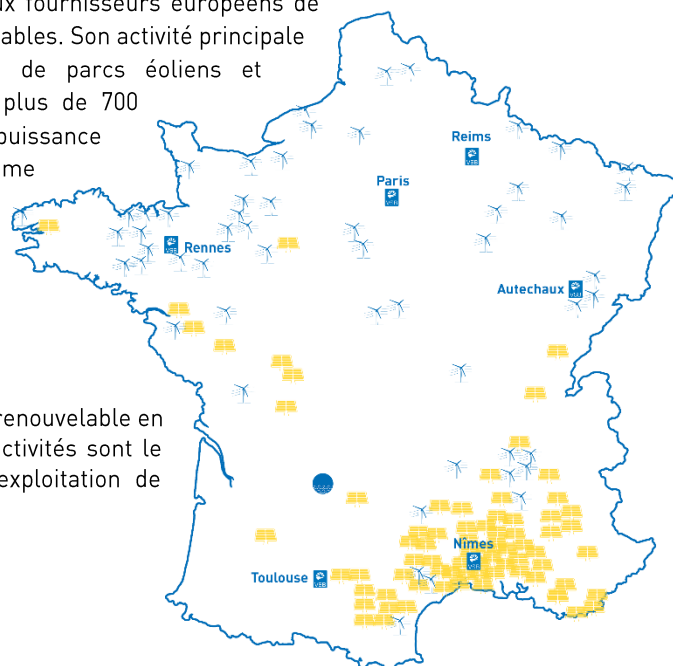 ux fournisseurs européens de
ables. Son activité principale
de parcs éoliens et
plus de 700
puissance
me
Reims
Paris
Rennes
Autechaux
renouvelable en
ctivités sont le
exploitation de
Nîmes
Toulouse